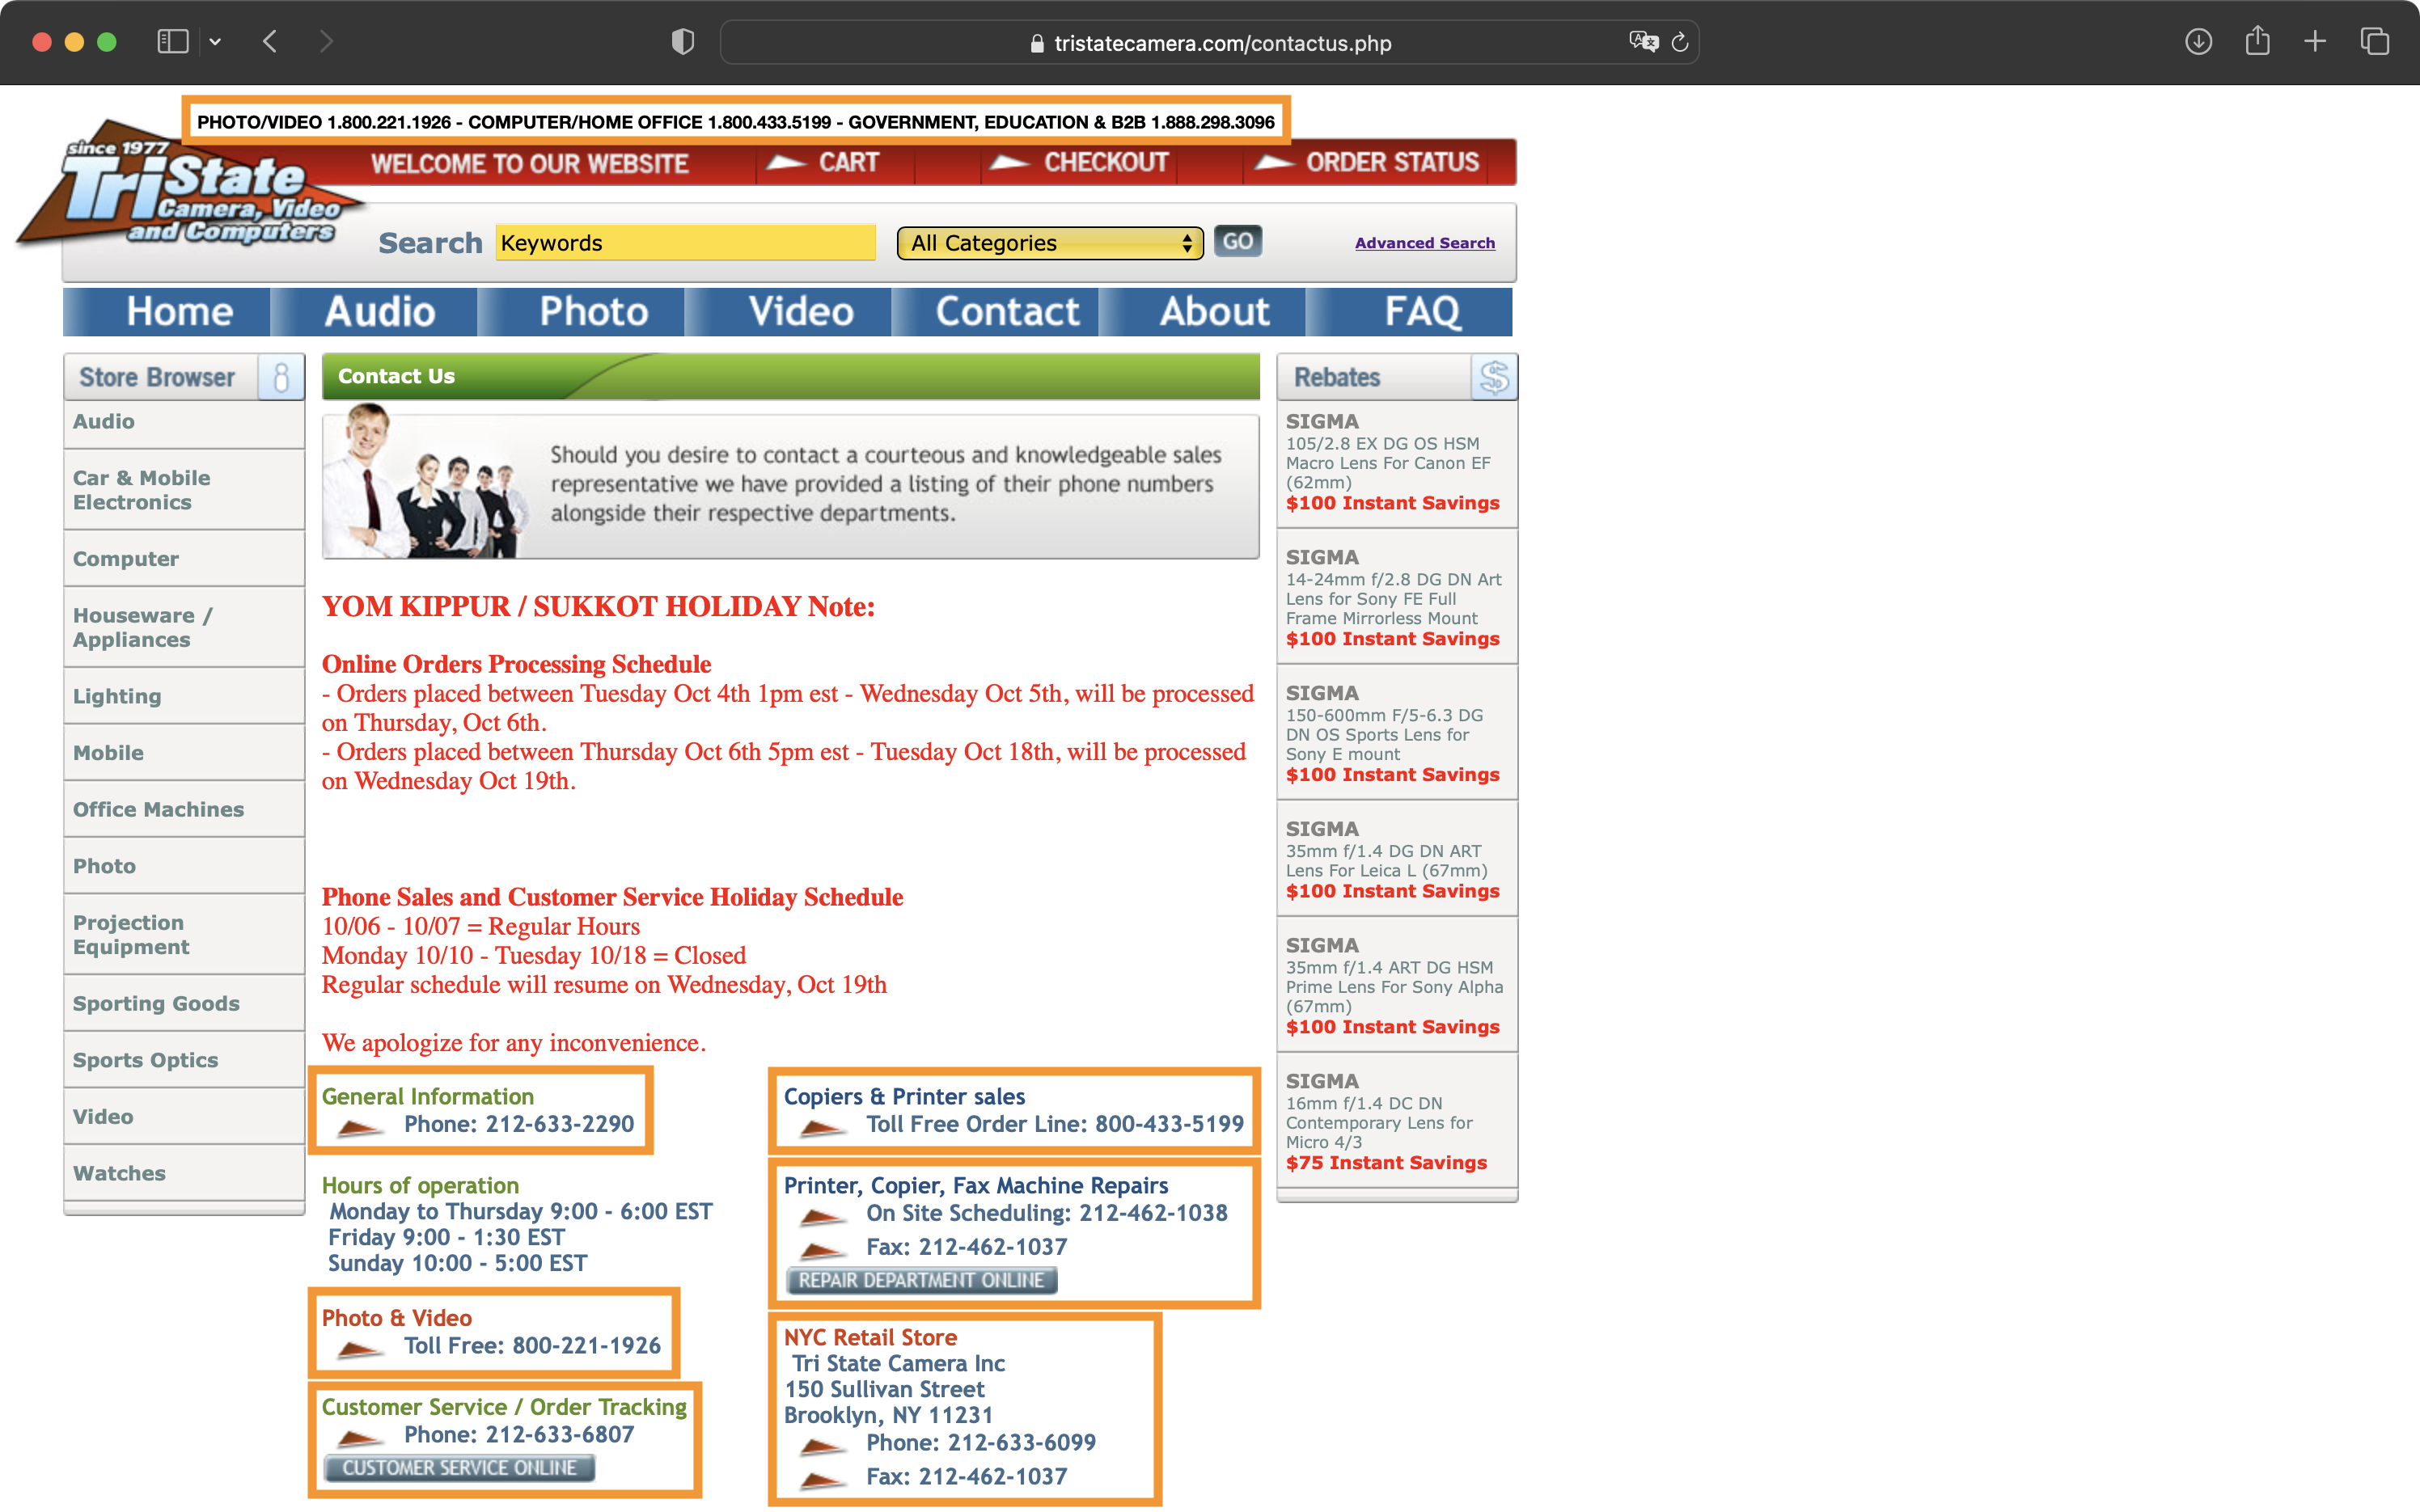 tristatecamera.com/contactus.php
PHOTO/VIDEO 1.800.221.1926 - COMPUTER/HOME OFFICE 1.800.433.5199 - GOVERNMENT, EDUCATION & B2B 1.888.298.3096
since 1977
TriState
Camera, Video
and Computers
WELCOME TO OUR WEBSITE
CART
CHECKOUT
ORDER STATUS
Search
Keywords
All Categories
GO
Advanced Search
Home
Audio
Photo
Video
Contact
About
FAQ
Store Browser
Audio
Car & Mobile
Electronics
Computer
Houseware /
Appliances
Lighting
Mobile
Office Machines
Photo
Projection
Equipment
Sporting Goods
Sports Optics
Video
Watches
Contact Us
Should you desire to contact a courteous and knowledgeable sales
representative we have provided a listing of their phone numbers
alongside their respective departments.
YOM KIPPUR / SUKKOT HOLIDAY Note:
Online Orders Processing Schedule
- Orders placed between Tuesday Oct 4th 1pm est - Wednesday Oct 5th, will be processed
on Thursday, Oct 6th.
- Orders placed between Thursday Oct 6th 5pm est - Tuesday Oct 18th, will be processed
on Wednesday Oct 19th.
Phone Sales and Customer Service Holiday Schedule
10/06 - 10/07 = Regular Hours
Monday 10/10 - Tuesday 10/18 = Closed
Regular schedule will resume on Wednesday, Oct 19th
We apologize for any inconvenience.
General Information
Phone: 212-633-2290
Hours of operation
Monday to Thursday 9:00 - 6:00 EST
Friday 9:00 - 1:30 EST
Sunday 10:00 - 5:00 EST
Photo & Video
Toll Free: 800-221-1926
Customer Service / Order Tracking
Phone: 212-633-6807
CUSTOMER SERVICE ONLINE
Copiers & Printer sales
Toll Free Order Line: 800-433-5199
Printer, Copier, Fax Machine Repairs
On Site Scheduling: 212-462-1038
Fax: 212-462-1037
REPAIR DEPARTMENT ONLINE
NYC Retail Store
Tri State Camera Inc
150 Sullivan Street
Brooklyn, NY 11231
Phone: 212-633-6099
Fax: 212-462-1037
Rebates
SIGMA
105/2.8 EX DG OS HSM
Macro Lens For Canon EF
(62mm)
$100 Instant Savings
SIGMA
14-24mm f/2.8 DG DN Art
Lens for Sony FE Full
Frame Mirrorless Mount
$100 Instant Savings
SIGMA
150-600mm F/5-6.3 DG
DN OS Sports Lens for
Sony E mount
$100 Instant Savings
SIGMA
35mm f/1.4 DG DN ART
Lens For Leica L (67mm)
$100 Instant Savings
SIGMA
35mm f/1.4 ART DG HSM
Prime Lens For Sony Alpha
(67mm)
$100 Instant Savings
SIGMA
16mm f/1.4 DC DN
Contemporary Lens for
Micro 4/3
$75 Instant Savings